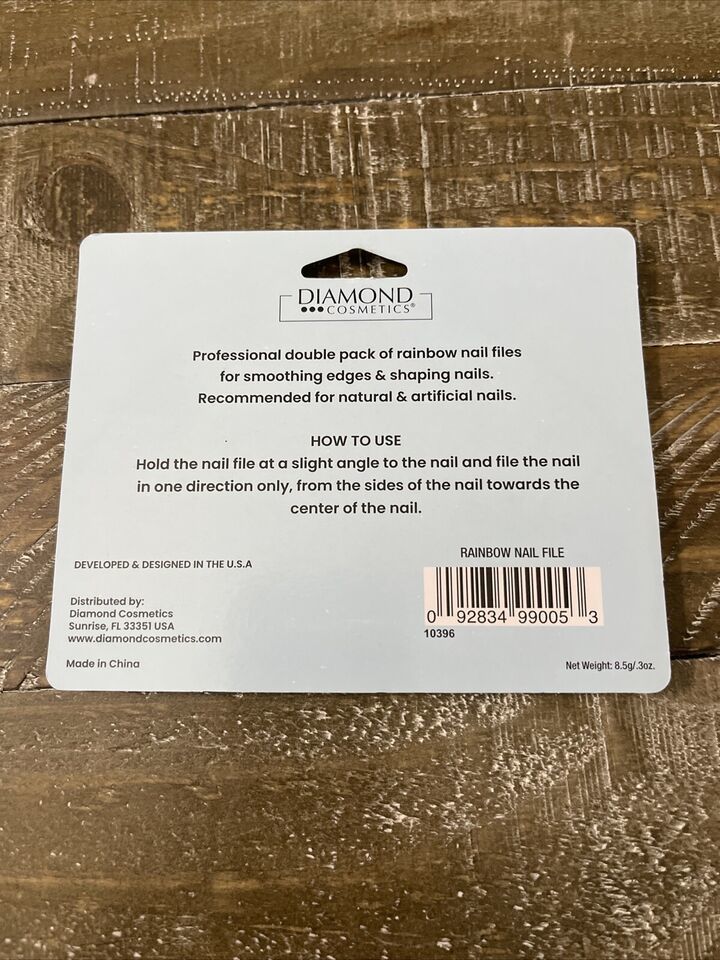 DIAMOND
COSMETICS®
Professional double pack of rainbow nail files
for smoothing edges & shaping nails.
Recommended for natural & artificial nails.
HOW TO USE
Hold the nail file at a slight angle to the nail and file the nail
in one direction only, from the sides of the nail towards the
center of the nail.
DEVELOPED & DESIGNED IN THE U.S.A
Distributed by:
Diamond Cosmetics
Sunrise, FL 33351 USA
www.diamondcosmetics.com
Made in China
RAINBOW NAIL FILE
0 92834 99005 3
10396
Net Weight: 8.5g/.3oz.